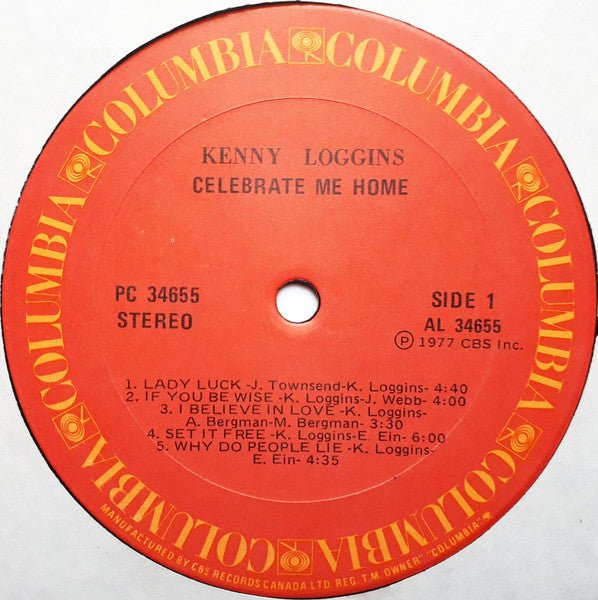 COLUMBIA COLUMBIA COLUMBIA COLUMBIA COLUMBIA COLUMBIA
KENNY LOGGINS
CELEBRATE ME HOME
PC 34655
STEREO
SIDE 1
AL 34655
Ⓟ 1977 CBS Inc.
1. LADY LUCK -J. Townsend-K. Loggins- 4:40
2. IF YOU BE WISE -K. Loggins-J. Webb- 4:00
3. I BELIEVE IN LOVE -K. Loggins-
A. Bergman-M. Bergman- 3:30
4. SET IT FREE -K. Loggins-E. Ein- 6:00
5. WHY DO PEOPLE LIE -K. Loggins-
E. Ein- 4:35
MANUFACTURED BY CBS RECORDS CANADA LTD. REG. T.M. OWNER "COLUMBIA"